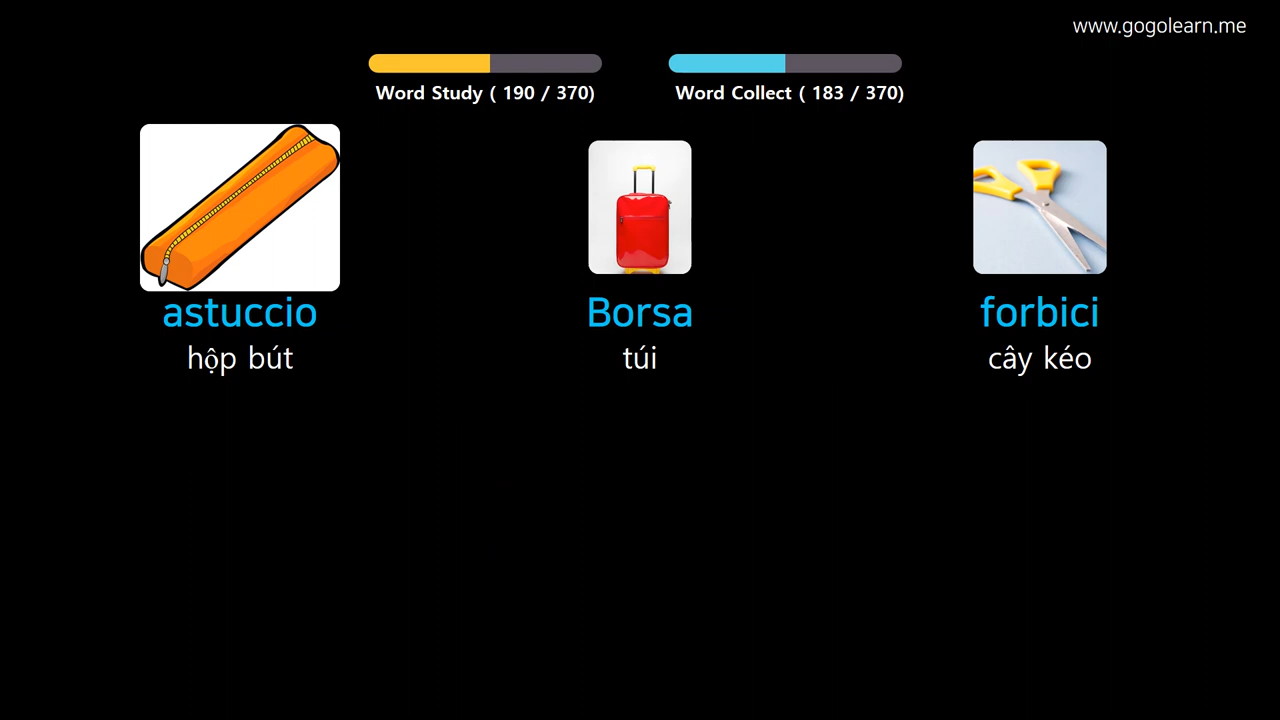 www.gogolearn.me
Word Study ( 190 / 370)
Word Collect ( 183 / 370)
astuccio
hộp bút
Borsa
túi
forbici
cây kéo